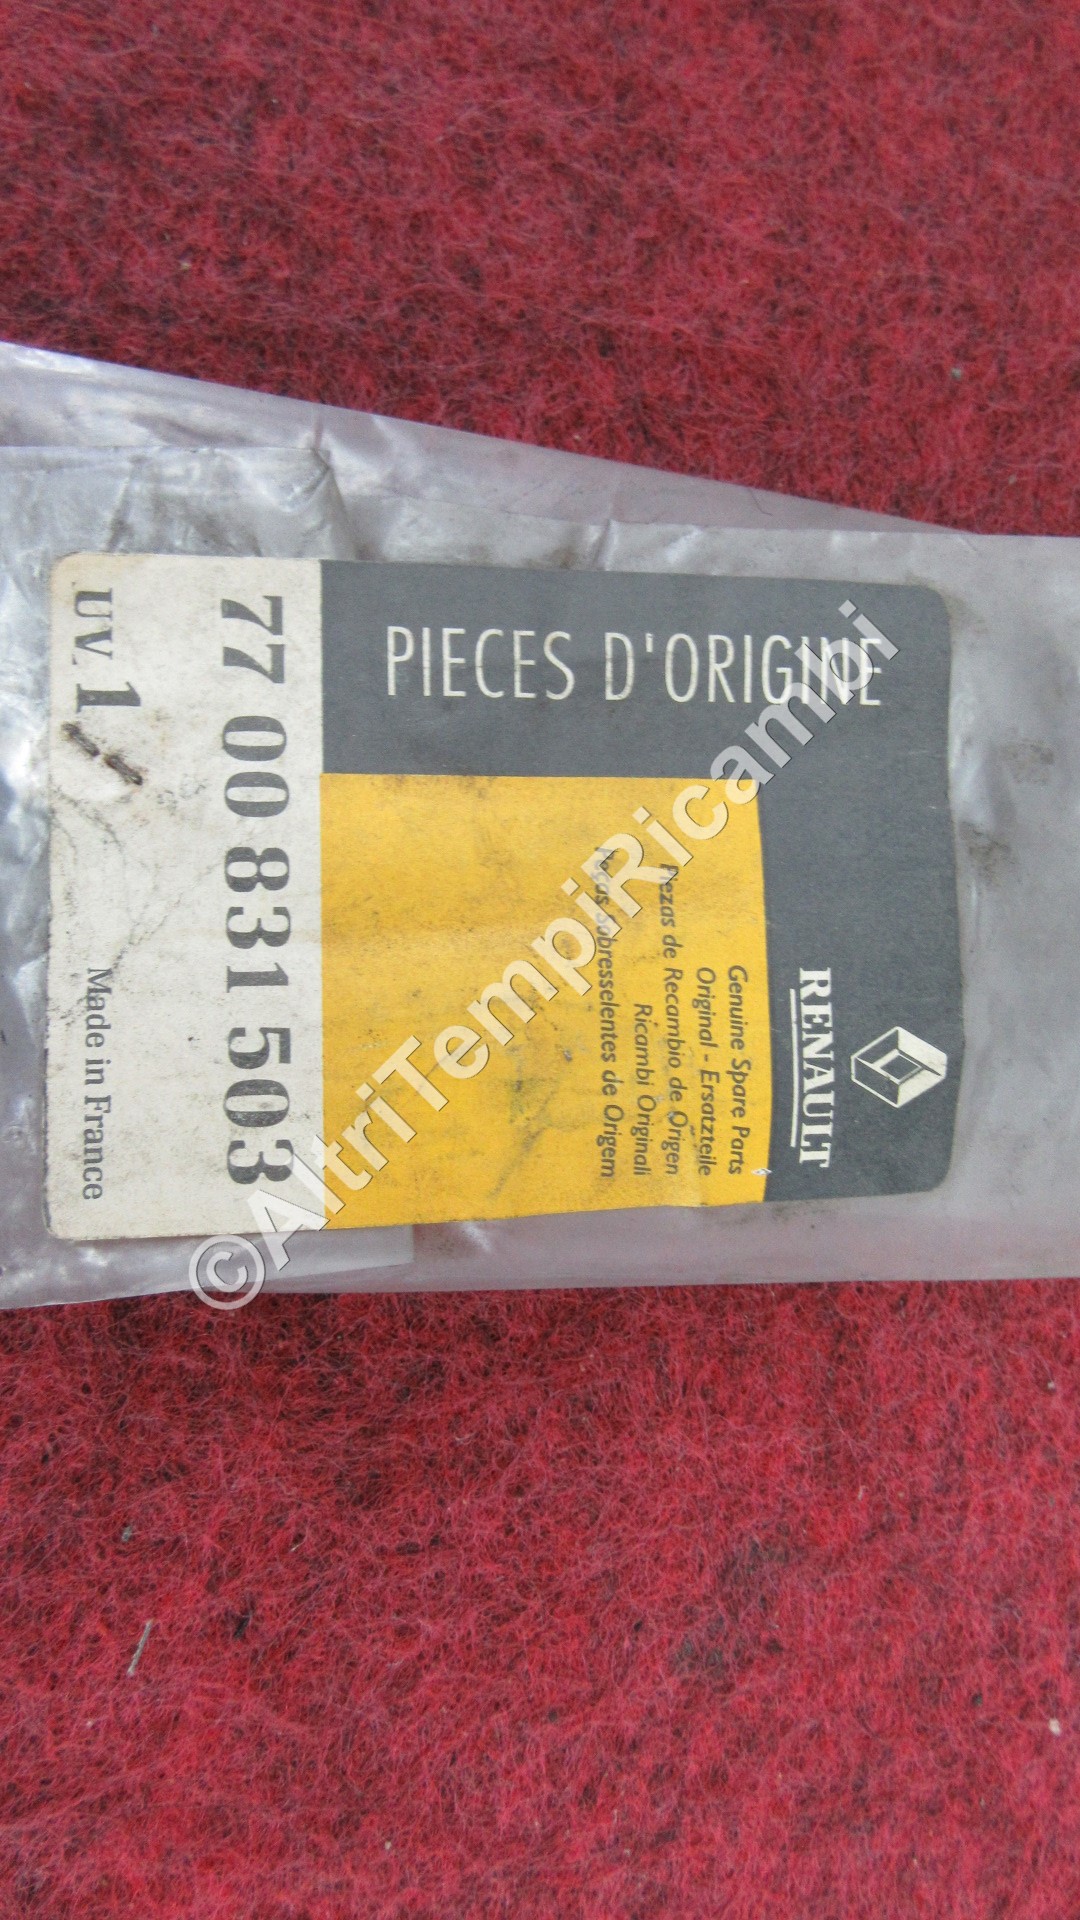 PIECES D'ORIGINE
RENAULT
Genuine Spare Parts
Original - Ersatzteile
Piezas de Recambio de Origen
Ricambi Originali
Peças Sobresselentes de Origem
77 00 831 503
UV 1
Made in France
©AltriTempiRicambi